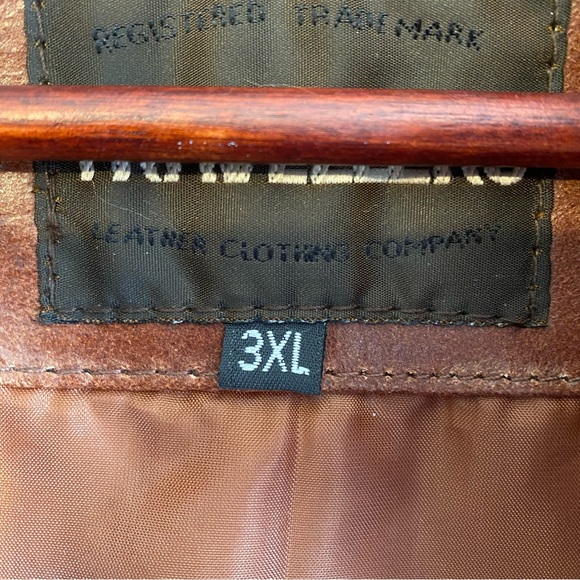 REGISTERED TRADEMARK
LEATHER CLOTHING COMPANY
3XL